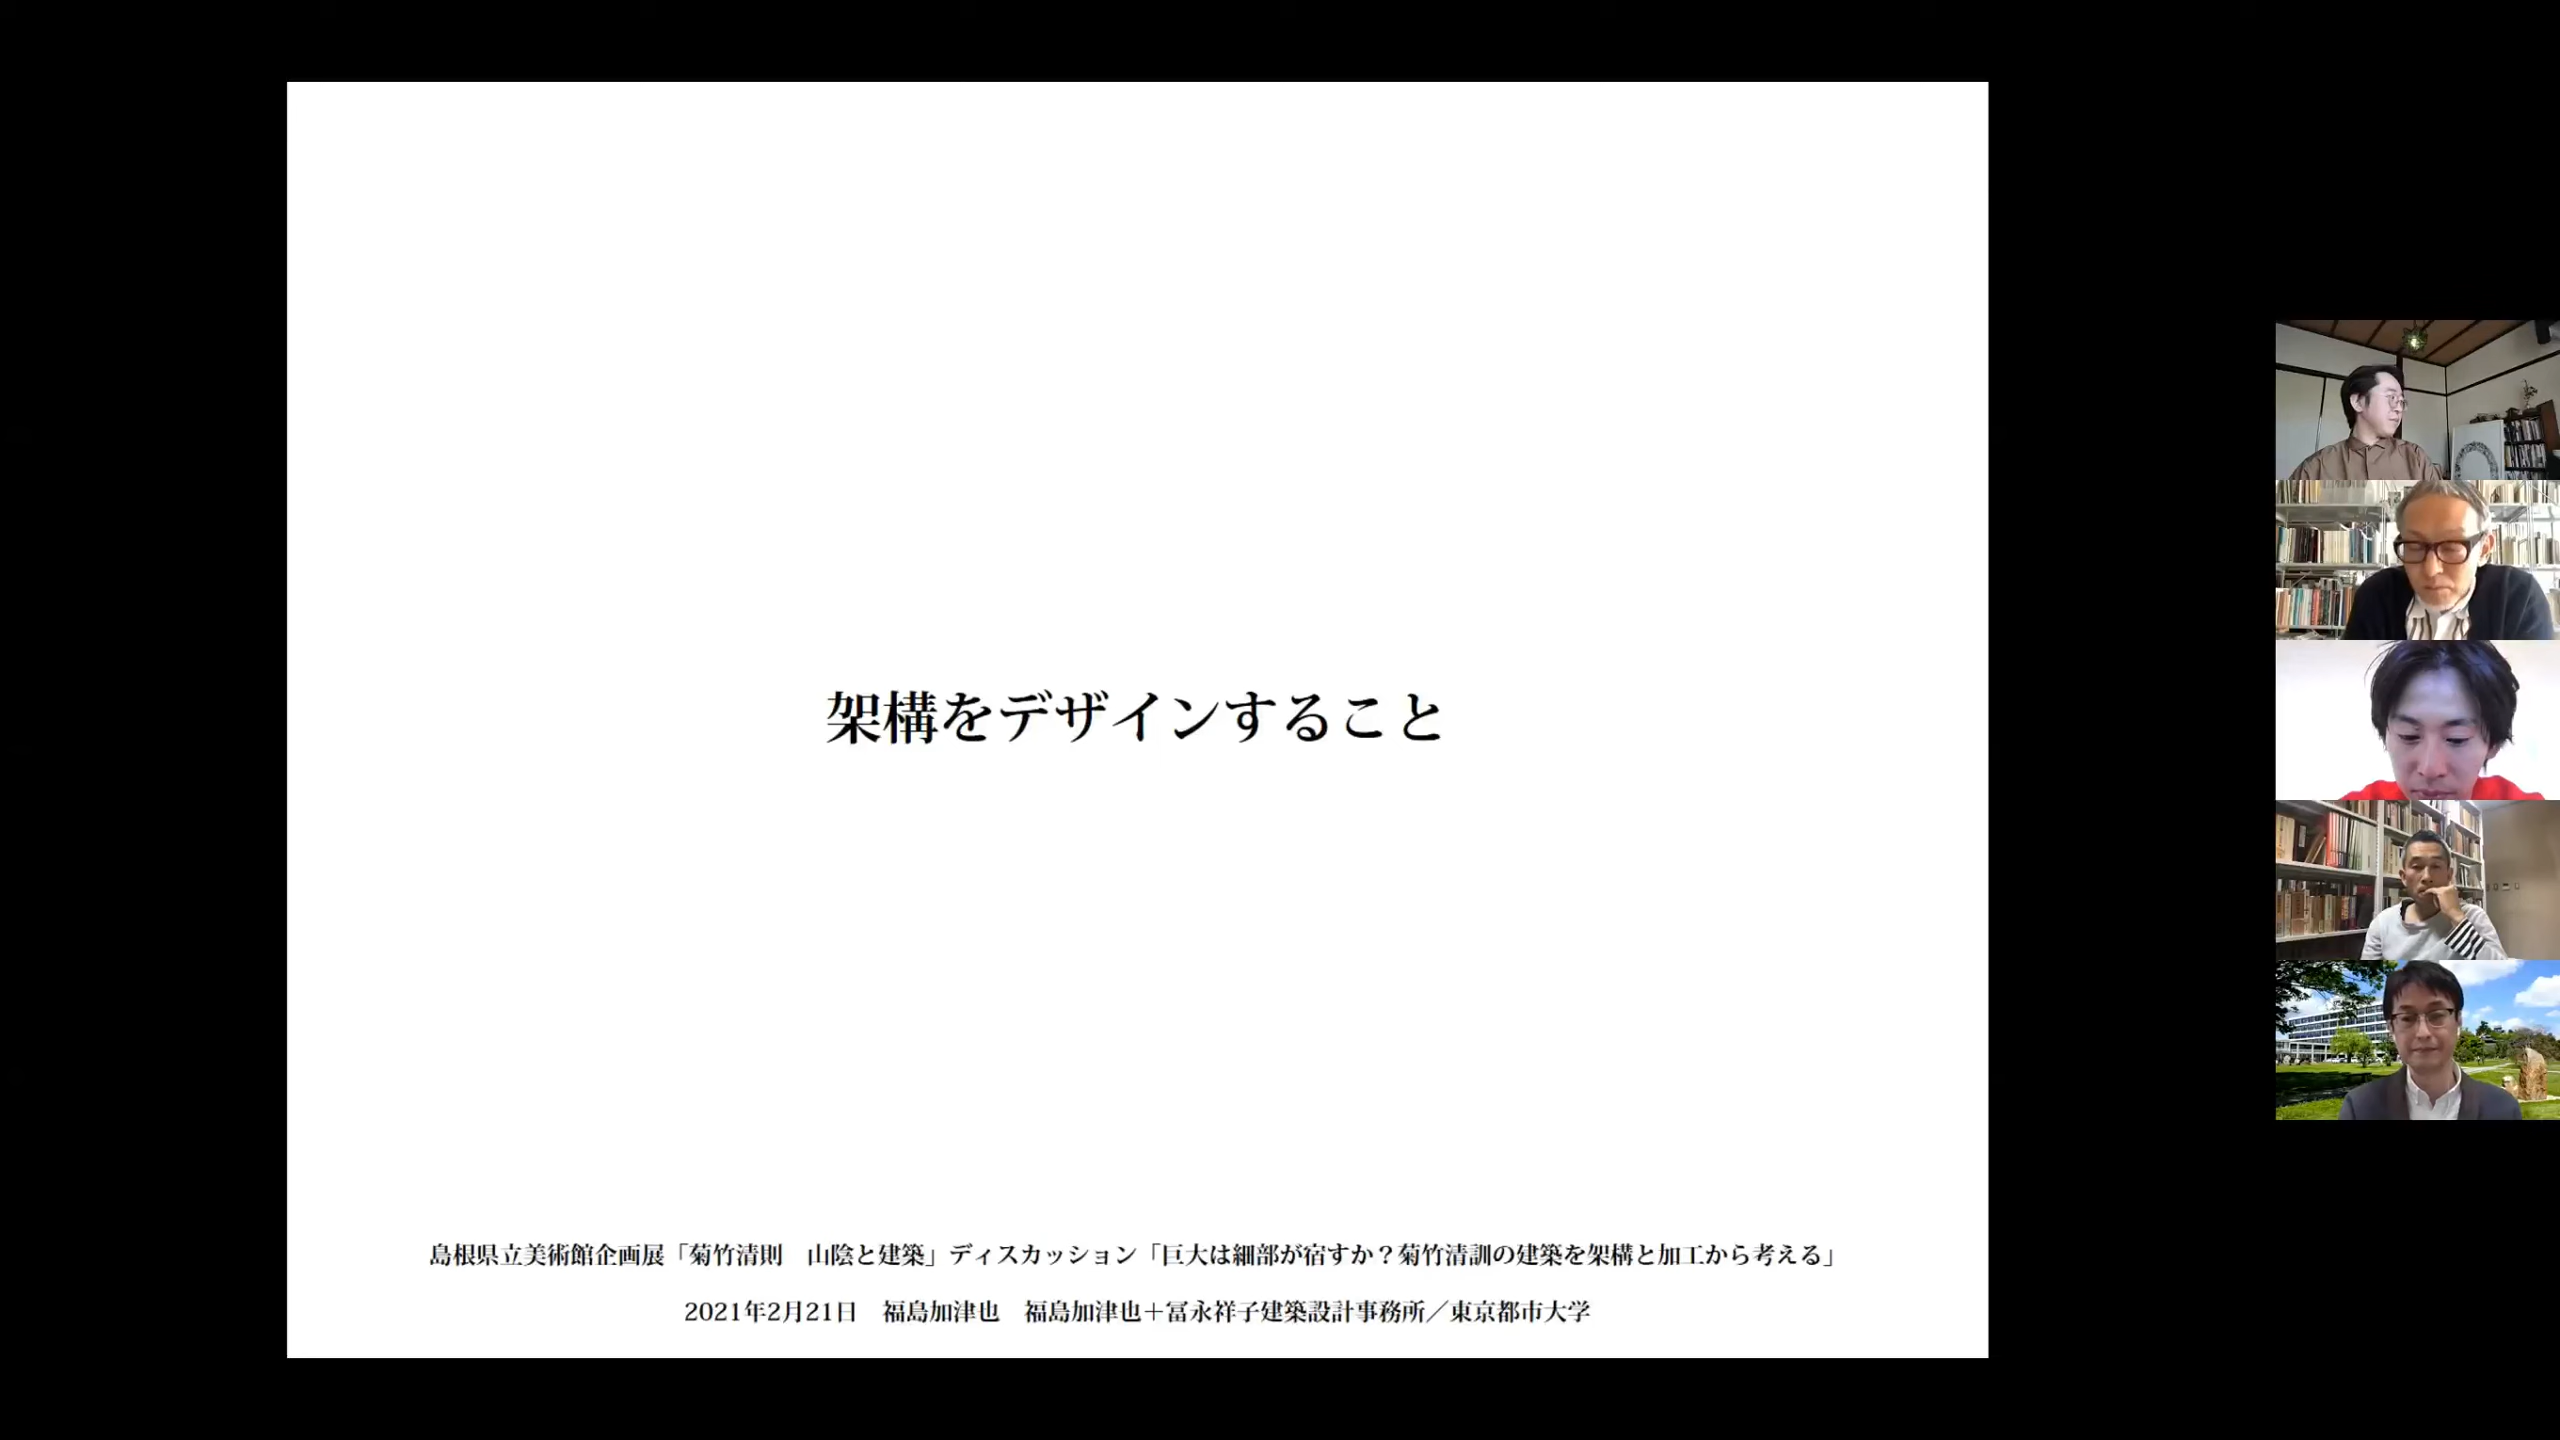 架構をデザインすること
島根県立美術館企画展「菊竹清則　山陰と建築」ディスカッション「巨大は細部が宿すか？菊竹清訓の建築を架構と加工から考える」
2021年2月21日　福島加津也　福島加津也＋冨永祥子建築設計事務所／東京都市大学